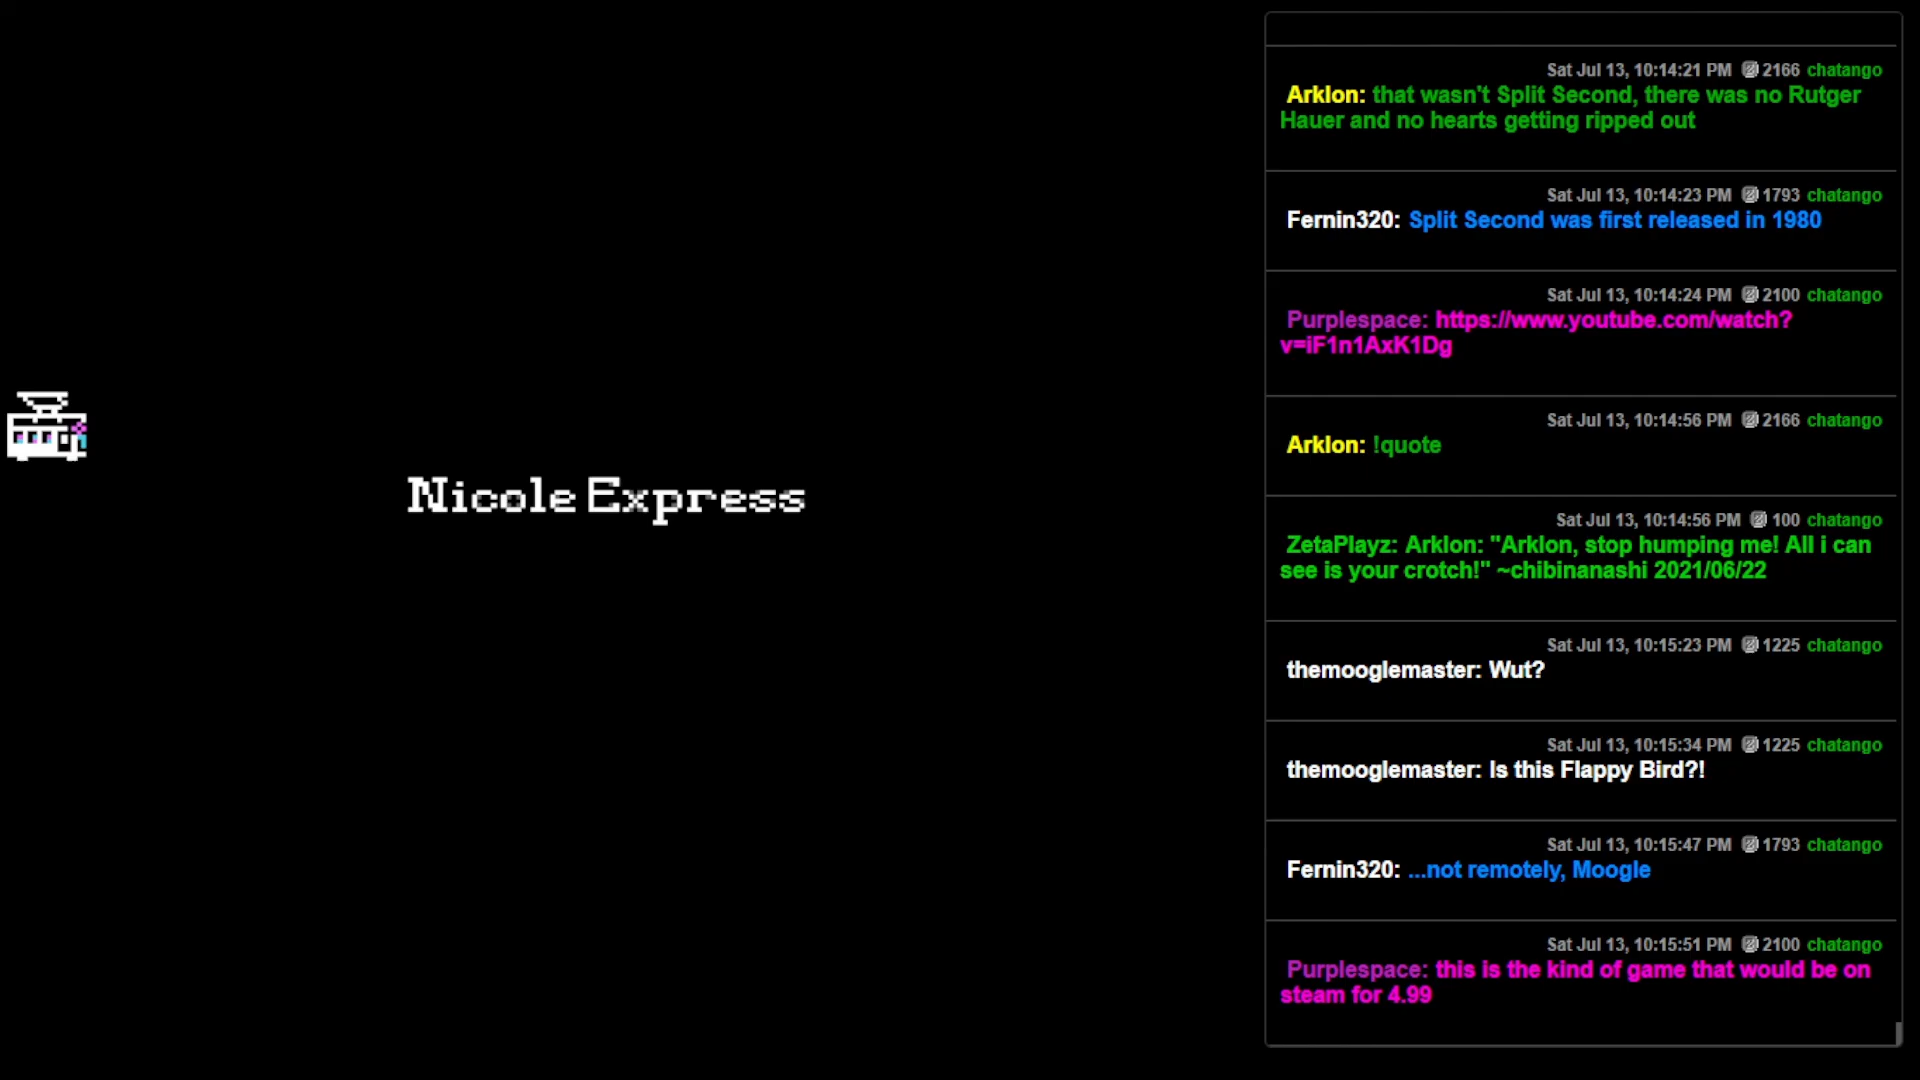 Nicole Express
Sat Jul 13, 10:14:21 PM 2166 chatango
Arklon: that wasn't Split Second, there was no Rutger
Hauer and no hearts getting ripped out
Sat Jul 13, 10:14:23 PM 1793 chatango
Fernin320: Split Second was first released in 1980
Sat Jul 13, 10:14:24 PM 2100 chatango
Purplespace: https://www.youtube.com/watch?
v=iF1n1AxK1Dg
Sat Jul 13, 10:14:56 PM 2166 chatango
Arklon: !quote
Sat Jul 13, 10:14:56 PM 100 chatango
ZetaPlayz: Arklon: "Arklon, stop humping me! All i can
see is your crotch!" ~chibinanashi 2021/06/22
Sat Jul 13, 10:15:23 PM 1225 chatango
themooglemaster: Wut?
Sat Jul 13, 10:15:34 PM 1225 chatango
themooglemaster: Is this Flappy Bird?!
Sat Jul 13, 10:15:47 PM 1793 chatango
Fernin320: ...not remotely, Moogle
Sat Jul 13, 10:15:51 PM 2100 chatango
Purplespace: this is the kind of game that would be on
steam for 4.99